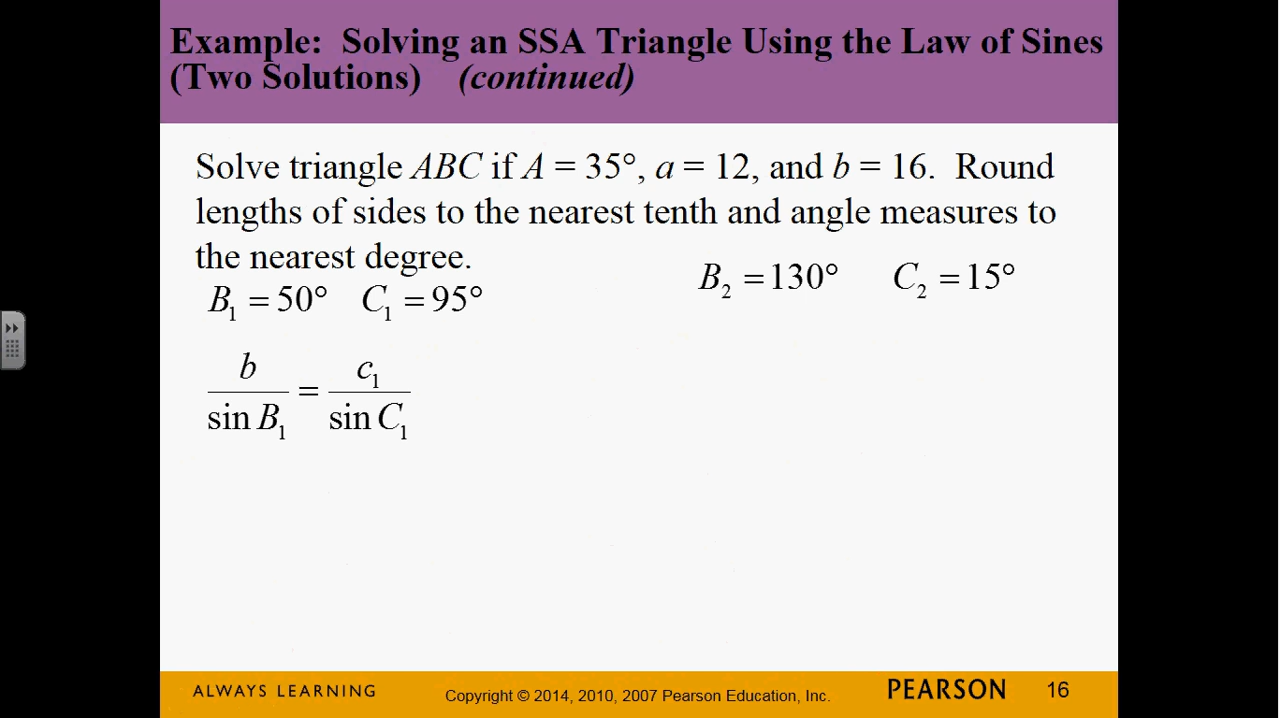 Example: Solving an SSA Triangle Using the Law of Sines
(Two Solutions) (continued)
Solve triangle ABC if A = 35°, a = 12, and b = 16. Round
lengths of sides to the nearest tenth and angle measures to
the nearest degree.
B₁ = 50° C₁ = 95°
B₂ = 130° C₂ = 15°
b / sin B₁ = c₁ / sin C₁
ALWAYS LEARNING Copyright © 2014, 2010, 2007 Pearson Education, Inc. PEARSON 16